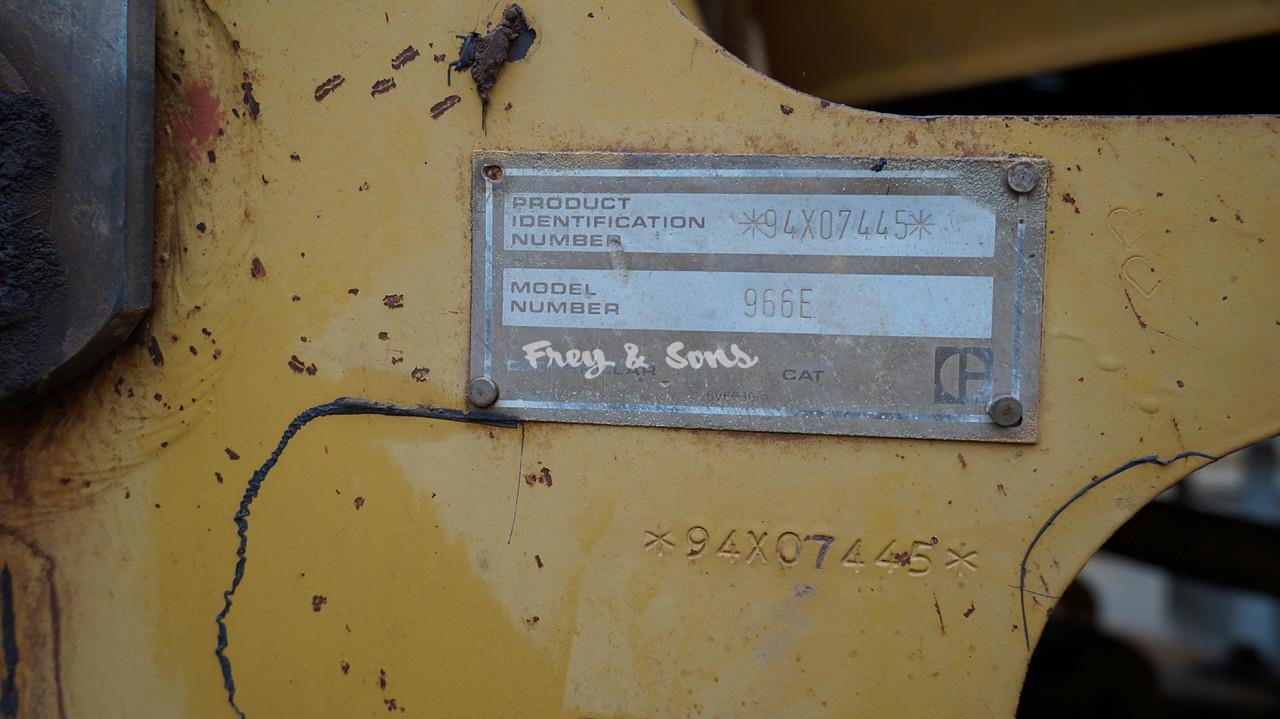 PRODUCT
IDENTIFICATION
NUMBER
*94X07445*
MODEL
NUMBER
966E
Frey & Sons
CAT
*94X07445*